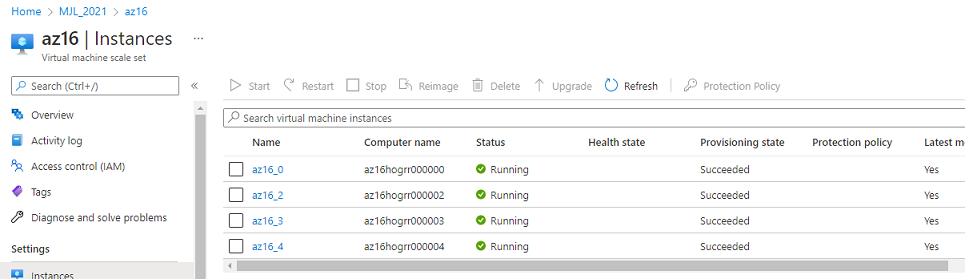 Home > MJL_2021 > az16
az16 | Instances ...
Virtual machine scale set
Search (Ctrl+/) «
Overview
Activity log
Access control (IAM)
Tags
Diagnose and solve problems
Settings
Instances
Start Restart Stop Reimage Delete Upgrade Refresh Protection Policy
Search virtual machine instances
Name Computer name Status Health state Provisioning state Protection policy Latest mo
az16_0 az16hogrr000000 Running Succeeded Yes
az16_2 az16hogrr000002 Running Succeeded Yes
az16_3 az16hogrr000003 Running Succeeded Yes
az16_4 az16hogrr000004 Running Succeeded Yes